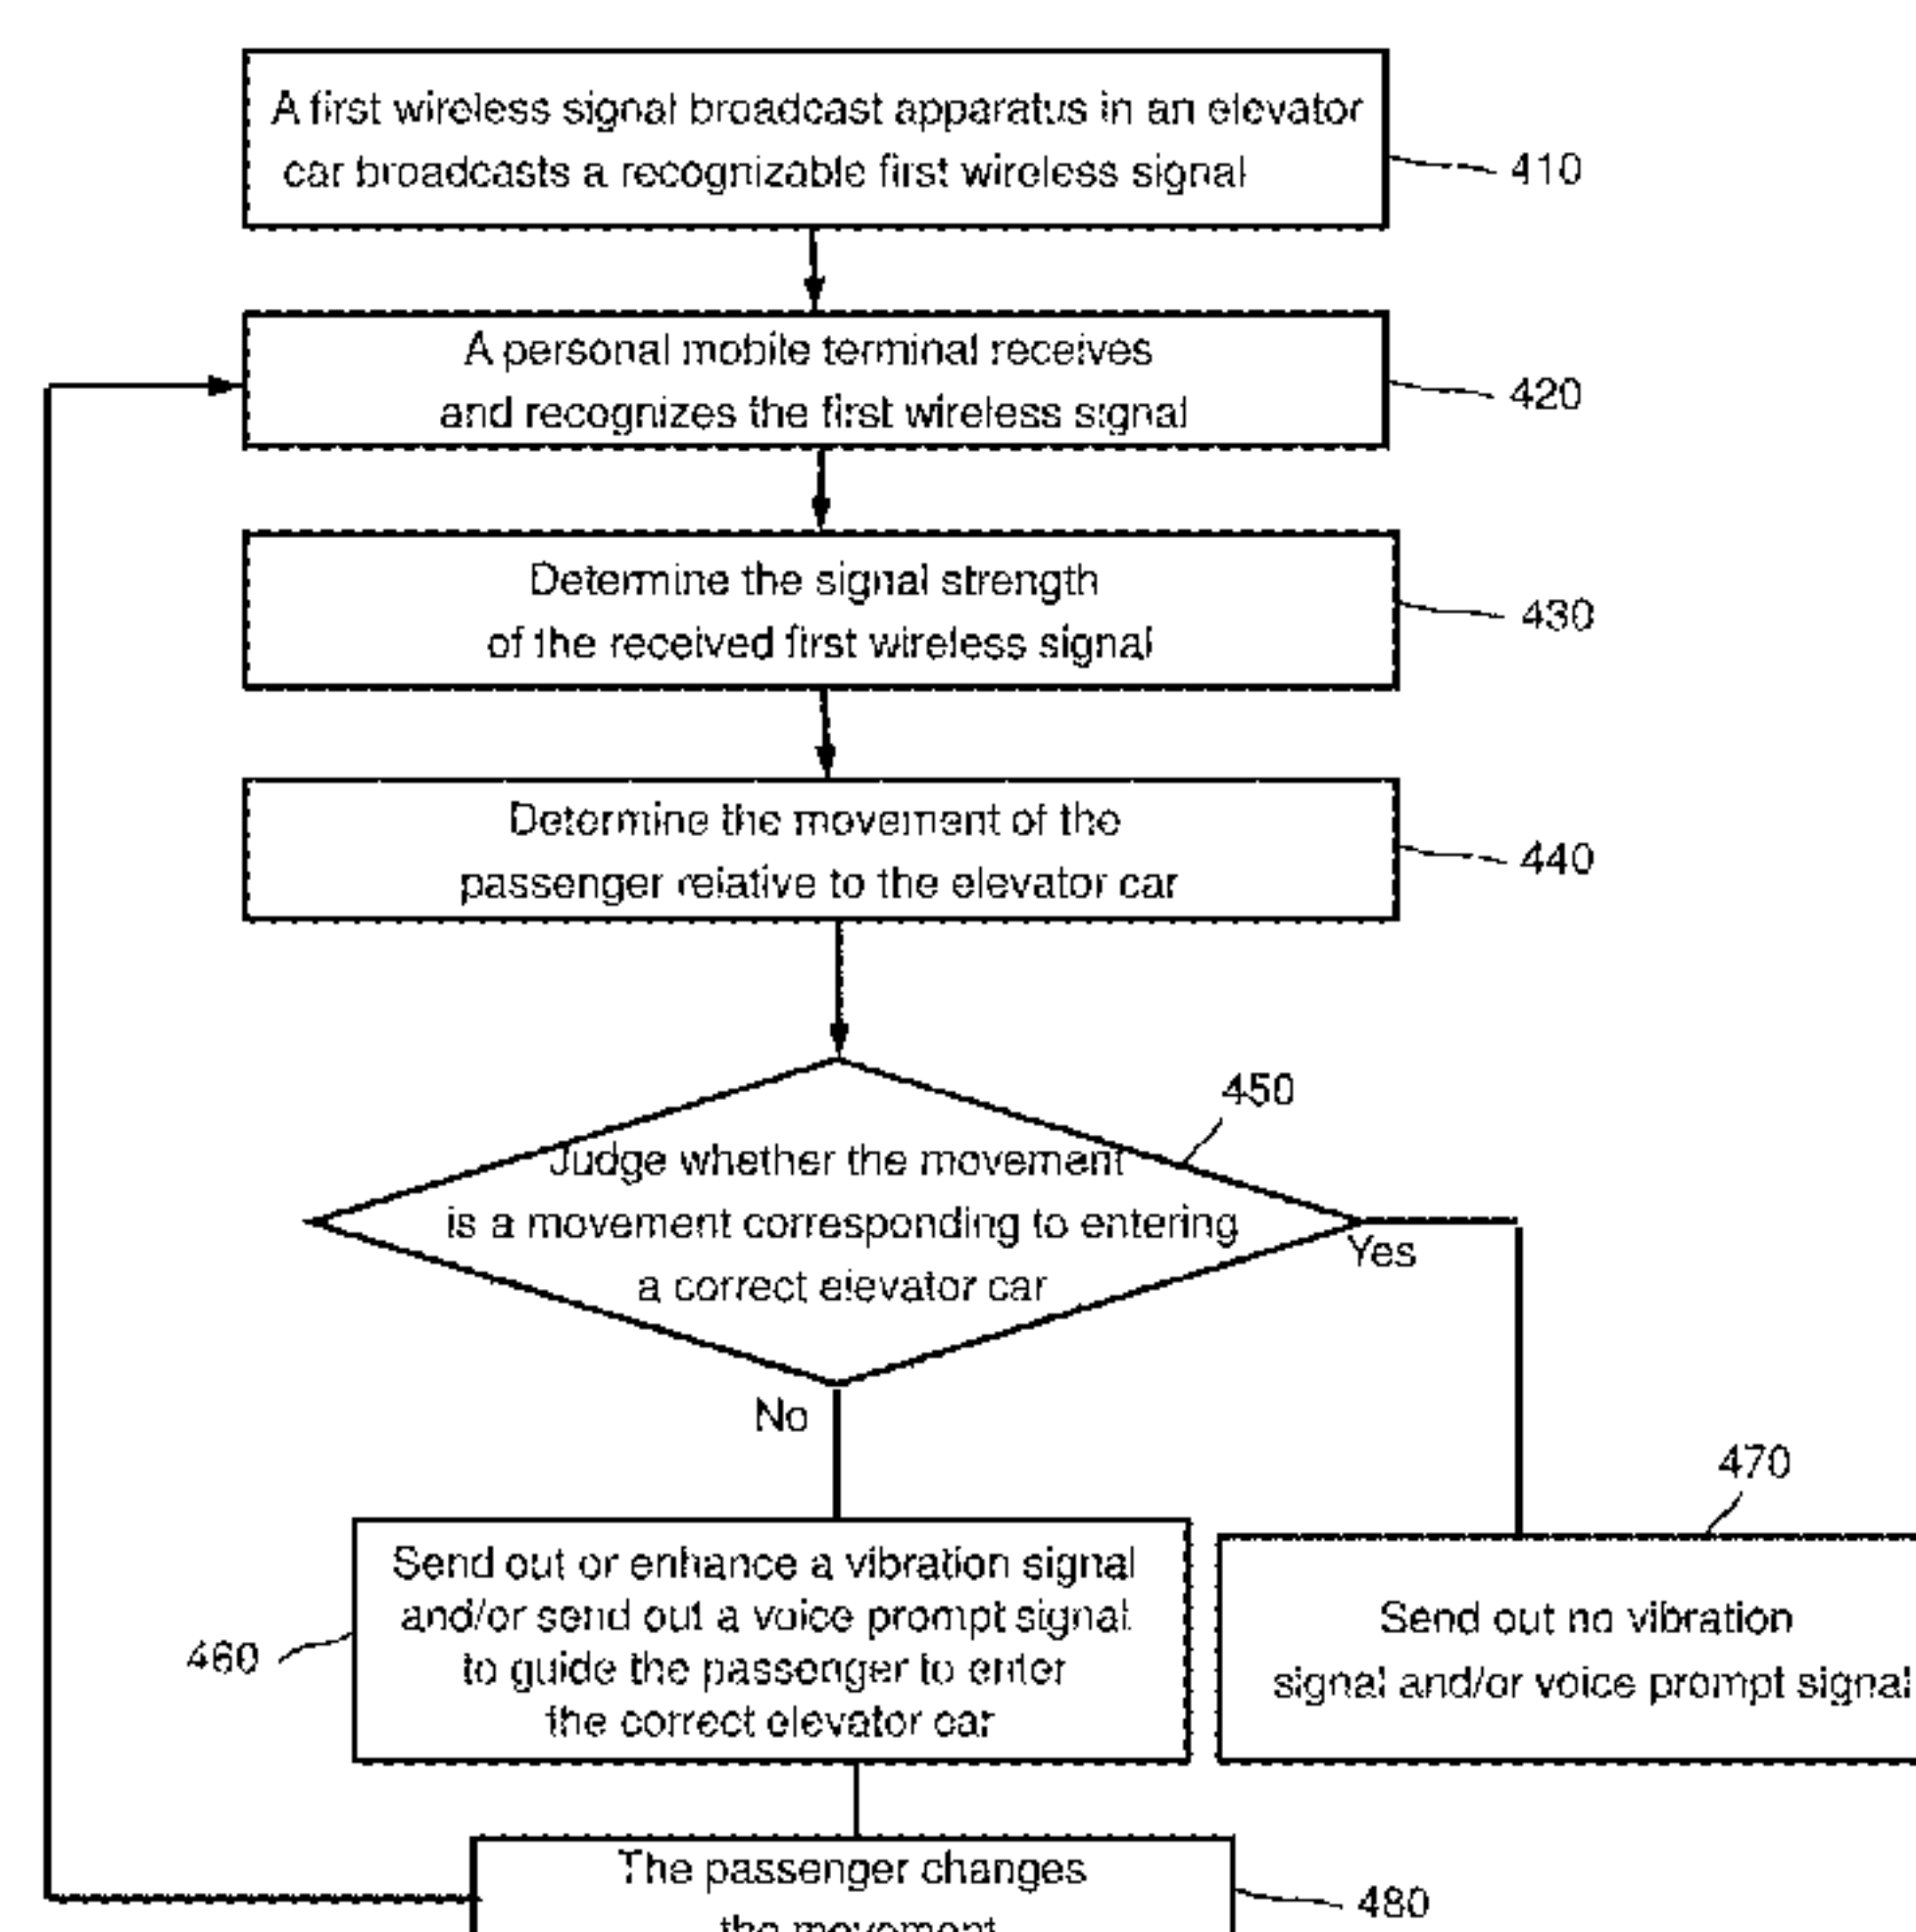 A first wireless signal broadcast apparatus in an elevator
car broadcasts a recognizable first wireless signal
410
A personal mobile terminal receives
and recognizes the first wireless signal
420
Determine the signal strength
of the received first wireless signal
430
Determine the movement of the
passenger relative to the elevator car
440
450
Judge whether the movement
is a movement corresponding to entering
a correct elevator car
Yes
No
470
Send out or enhance a vibration signal
and/or send out a voice prompt signal
to guide the passenger to enter
the correct elevator car
460
Send out no vibration
signal and/or voice prompt signal
The passenger changes
the movement
480